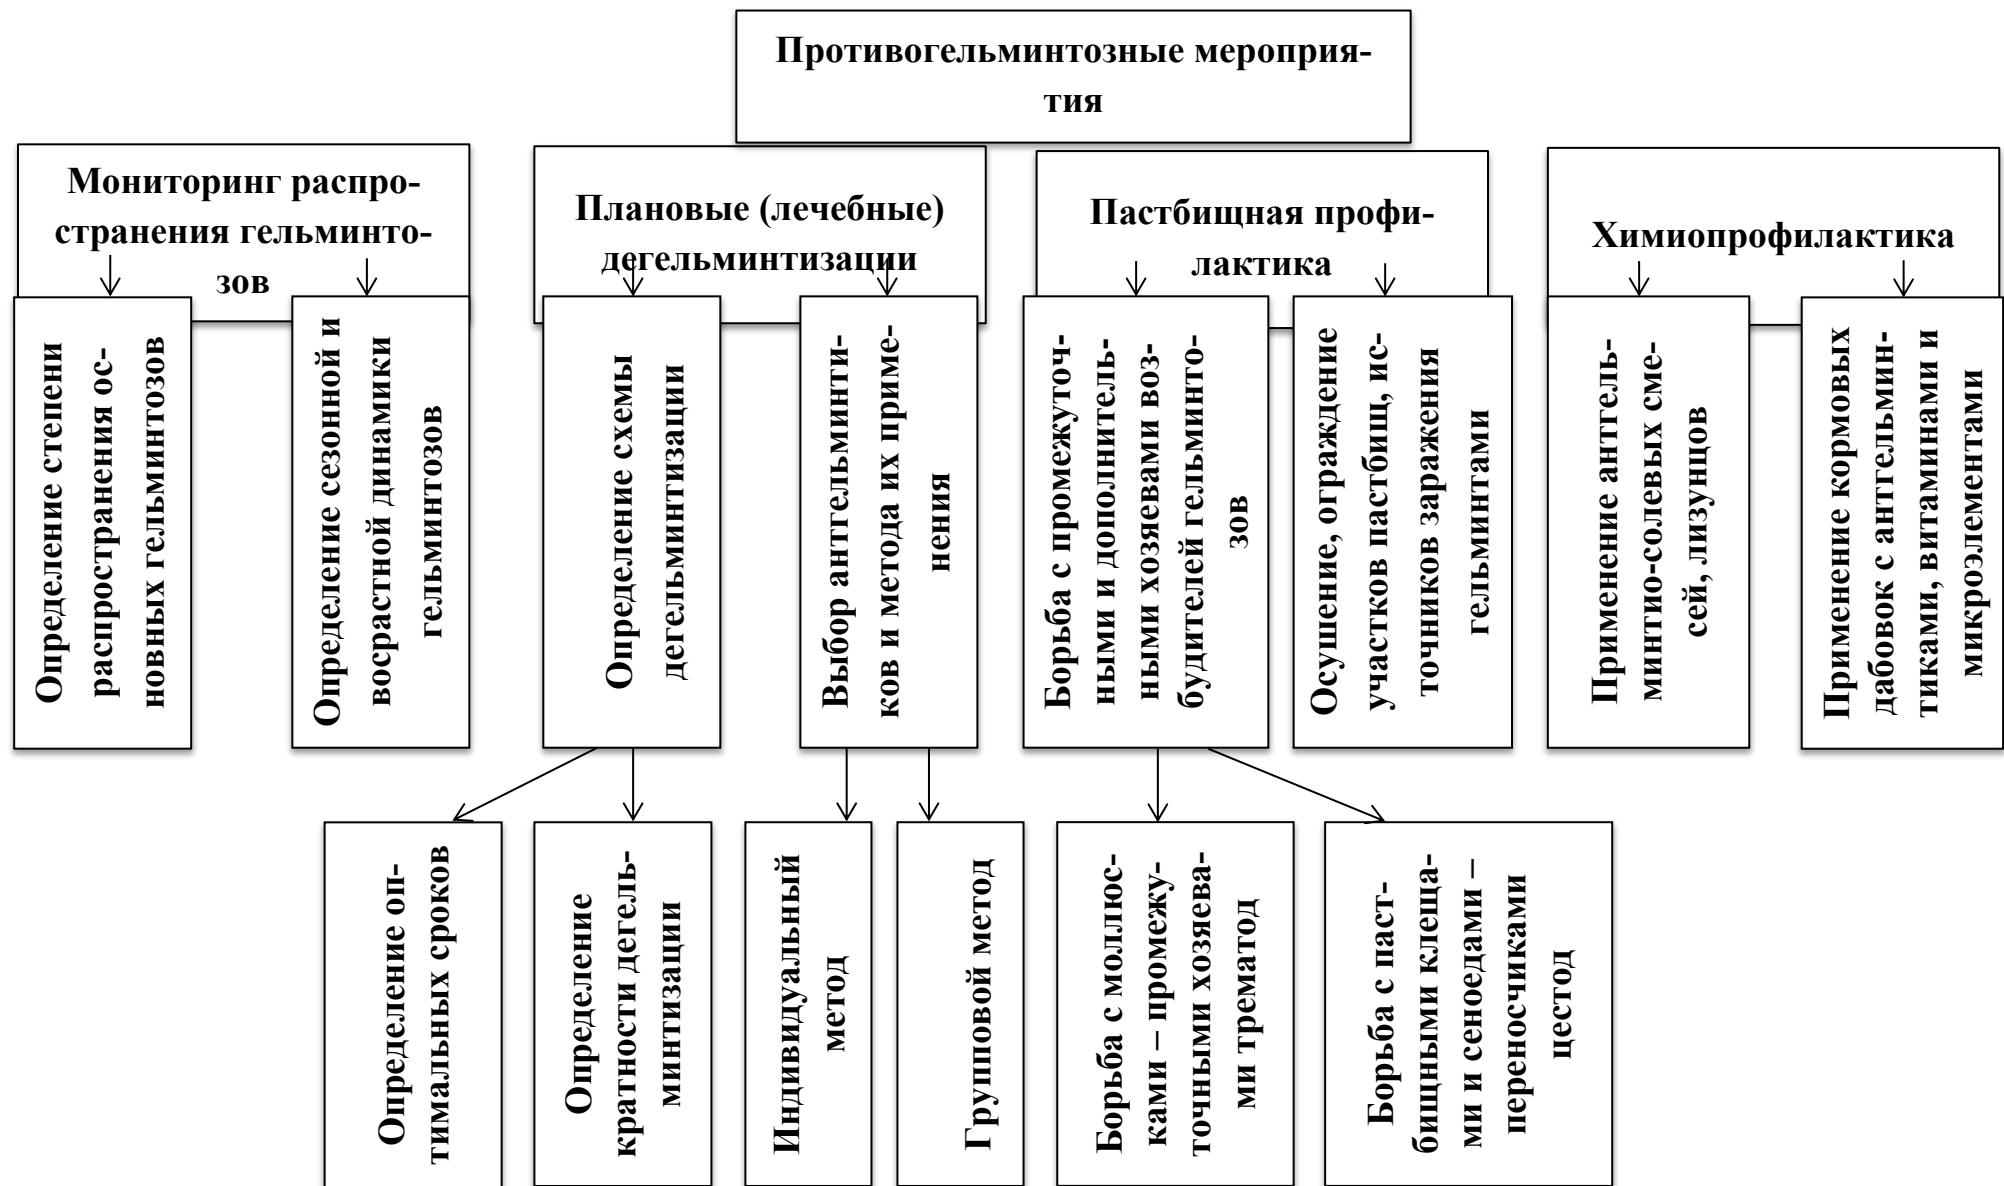 Противогельминтозные мероприя-
тия
Мониторинг распро-
странения гельминто-
зов
Плановые (лечебные)
дегельминтизации
Пастбищная профи-
лактика
Химиопрофилактика
Определение степени
распространения ос-
новных гельминтозов
Определение сезонной и
восрастной динамики
гельминтозов
Определение схемы
дегельминтизации
Выбор антгельминти-
ков и метода их приме-
нения
Борьба с промежуточ-
ными и дополнитель-
ными хозяевами воз-
будителей гельминто-
зов
Осушение, ограждение
участков пастбищ, ис-
точников заражения
гельминтами
Применение антгель-
минтио-солевых сме-
сей, лизунцов
Применение кормовых
дабовок с антгельмин-
тиками, витаминами и
микроэлементами
Определение оп-
тимальных сроков
Определение
кратности дегель-
минтизации
Индивидуальный
метод
Групповой метод
Борьба с моллюс-
ками – промежу-
точными хозяева-
ми трематод
Борьба с паст-
бищными клеща-
ми и сеноедами –
переносчиками
цестод